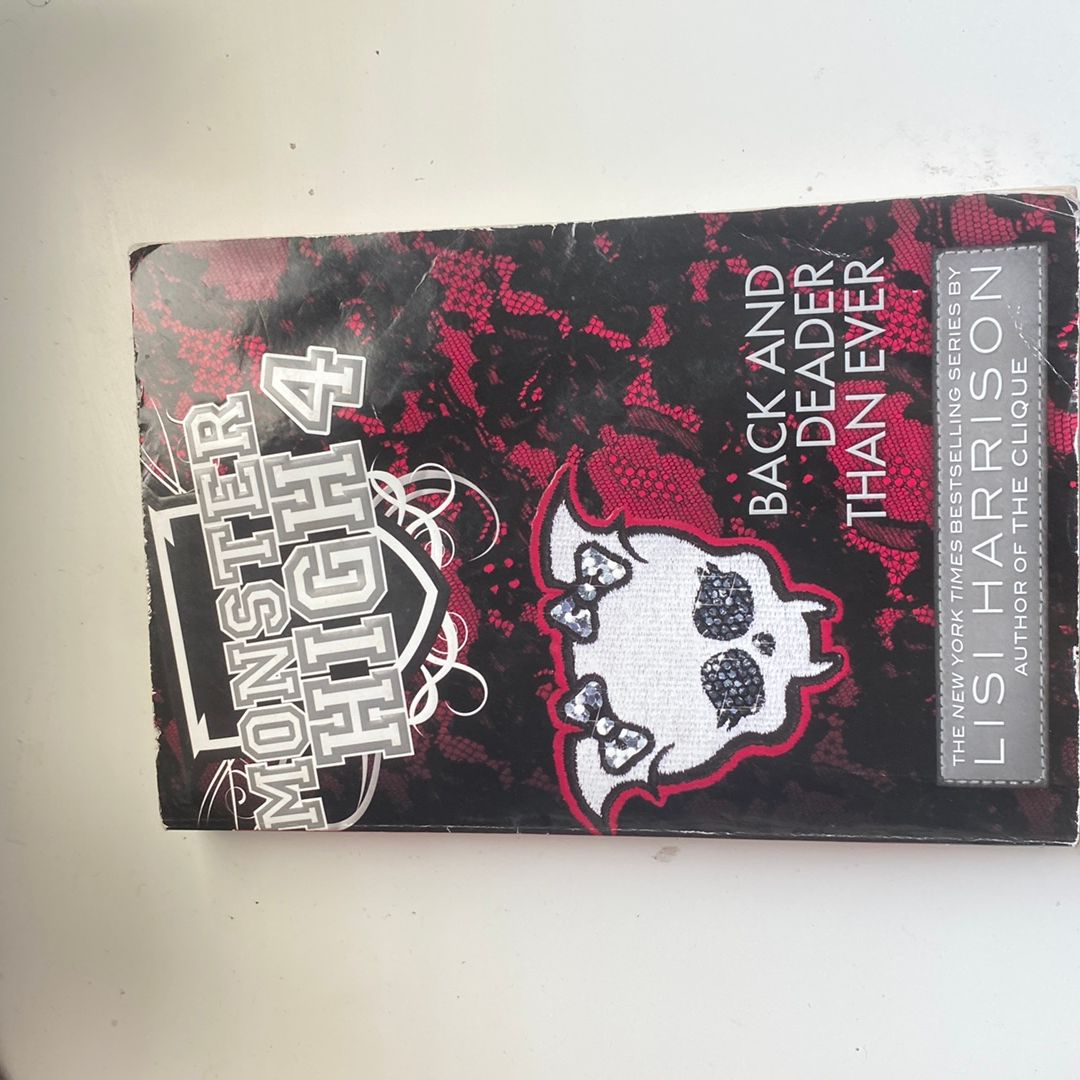 MONSTER
HIGH 4
BACK AND
DEADER
THAN EVER
THE NEW YORK TIMES BESTSELLING SERIES BY
LISI HARRISON
AUTHOR OF THE CLIQUE